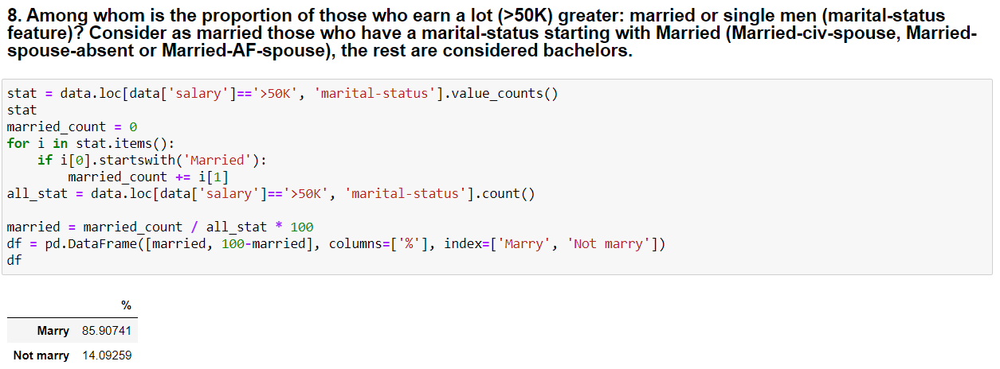 8. Among whom is the proportion of those who earn a lot (>50K) greater: married or single men (marital-status
feature)? Consider as married those who have a marital-status starting with Married (Married-civ-spouse, Married-
spouse-absent or Married-AF-spouse), the rest are considered bachelors.
stat = data.loc[data['salary']=='>50K', 'marital-status'].value_counts()
stat
married_count = 0
for i in stat.items():
    if i[0].startswith('Married'):
        married_count += i[1]
all_stat = data.loc[data['salary']=='>50K', 'marital-status'].count()
married = married_count / all_stat * 100
df = pd.DataFrame([married, 100-married], columns=['%'], index=['Marry', 'Not marry'])
df
%
Marry 85.90741
Not marry 14.09259